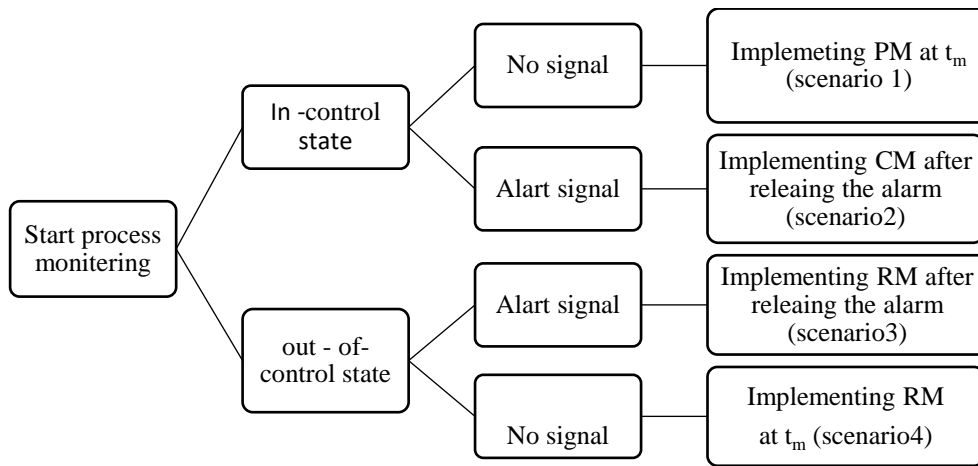 Start process
monitering
In -control
state
out - of-
control state
No signal
Alart signal
Alart signal
No signal
Implemeting PM at tm
(scenario 1)
Implementing CM after
releaing the alarm
(scenario2)
Implementing RM after
releaing the alarm
(scenario3)
Implementing RM
at tm (scenario4)